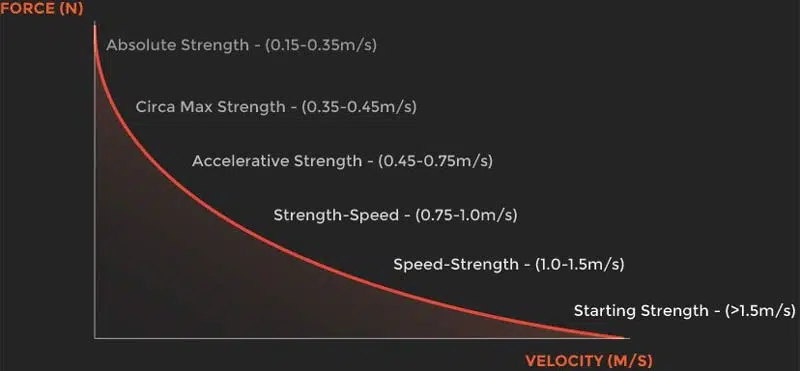 FORCE (N)
Absolute Strength - (0.15-0.35m/s)
Circa Max Strength - (0.35-0.45m/s)
Accelerative Strength - (0.45-0.75m/s)
Strength-Speed - (0.75-1.0m/s)
Speed-Strength - (1.0-1.5m/s)
Starting Strength - (>1.5m/s)
VELOCITY (M/S)